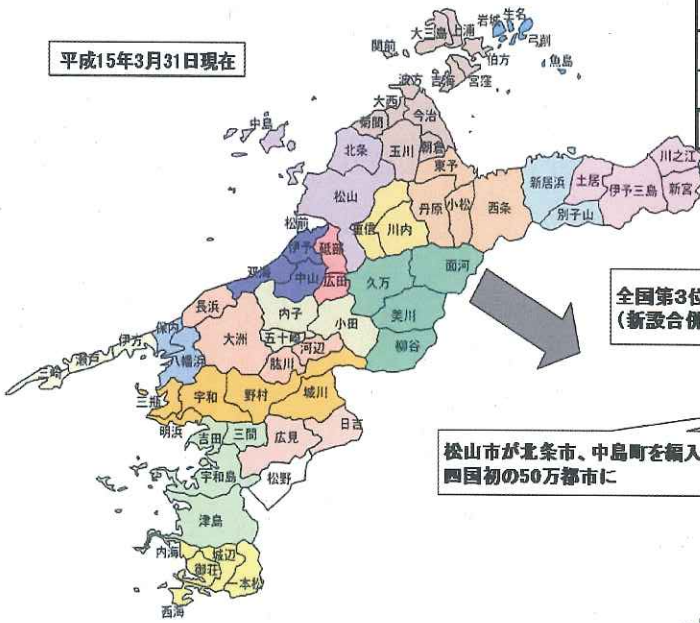 平成15年3月31日現在
岩城
生名
弓削
大三島
上浦
関前
伯方
魚島
波方
吉海
宮窪
大西
今治
菊間
中島
北条
玉川
朝倉
東予
川之江
新居浜
土居
伊予三島
新宮
別子山
松山
丹原
小松
西条
松前
重信
川内
伊予
砥部
双海
中山
広田
久万
面河
全国第3位
(新設合併
長浜
内子
小田
美川
保内
大洲
五十崎
河辺
柳谷
伊方
瀬戸
三崎
八幡浜
肱川
三瓶
宇和
野村
城川
明浜
吉田
三間
広見
日吉
松山市が北条市、中島町を編入
四国初の50万都市に
宇和島
松野
津島
内海
城辺
御荘
一本松
西海